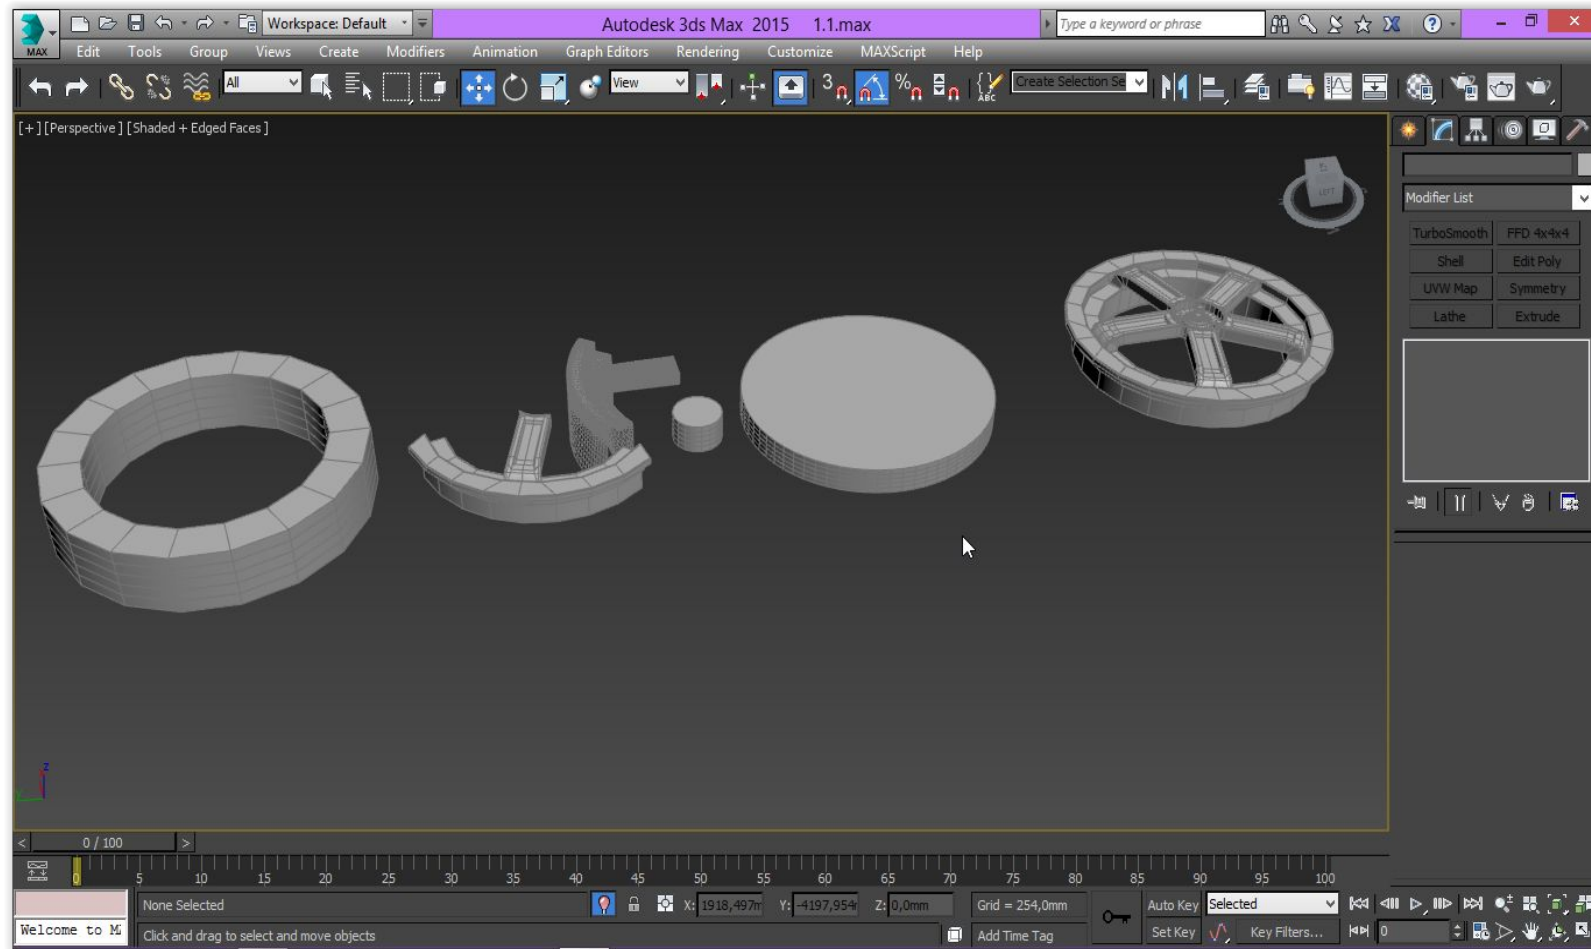 Workspace: Default
Autodesk 3ds Max 2015 1.1.max
Type a keyword or phrase
MAX Edit Tools Group Views Create Modifiers Animation Graph Editors Rendering Customize MAXScript Help
All View 3 Create Selection Se
ABC
[+] [Perspective] [Shaded + Edged Faces]
LEFT
Modifier List
TurboSmooth FFD 4x4x4
Shell Edit Poly
UVW Map Symmetry
Lathe Extrude
z
Y
< 0 / 100 >
0 5 10 15 20 25 30 35 40 45 50 55 60 65 70 75 80 85 90 95 100
None Selected X: 1918,497m Y: -4197,954 Z: 0,0mm Grid = 254,0mm Auto Key Selected
Welcome to M Click and drag to select and move objects Add Time Tag Set Key Key Filters... 0